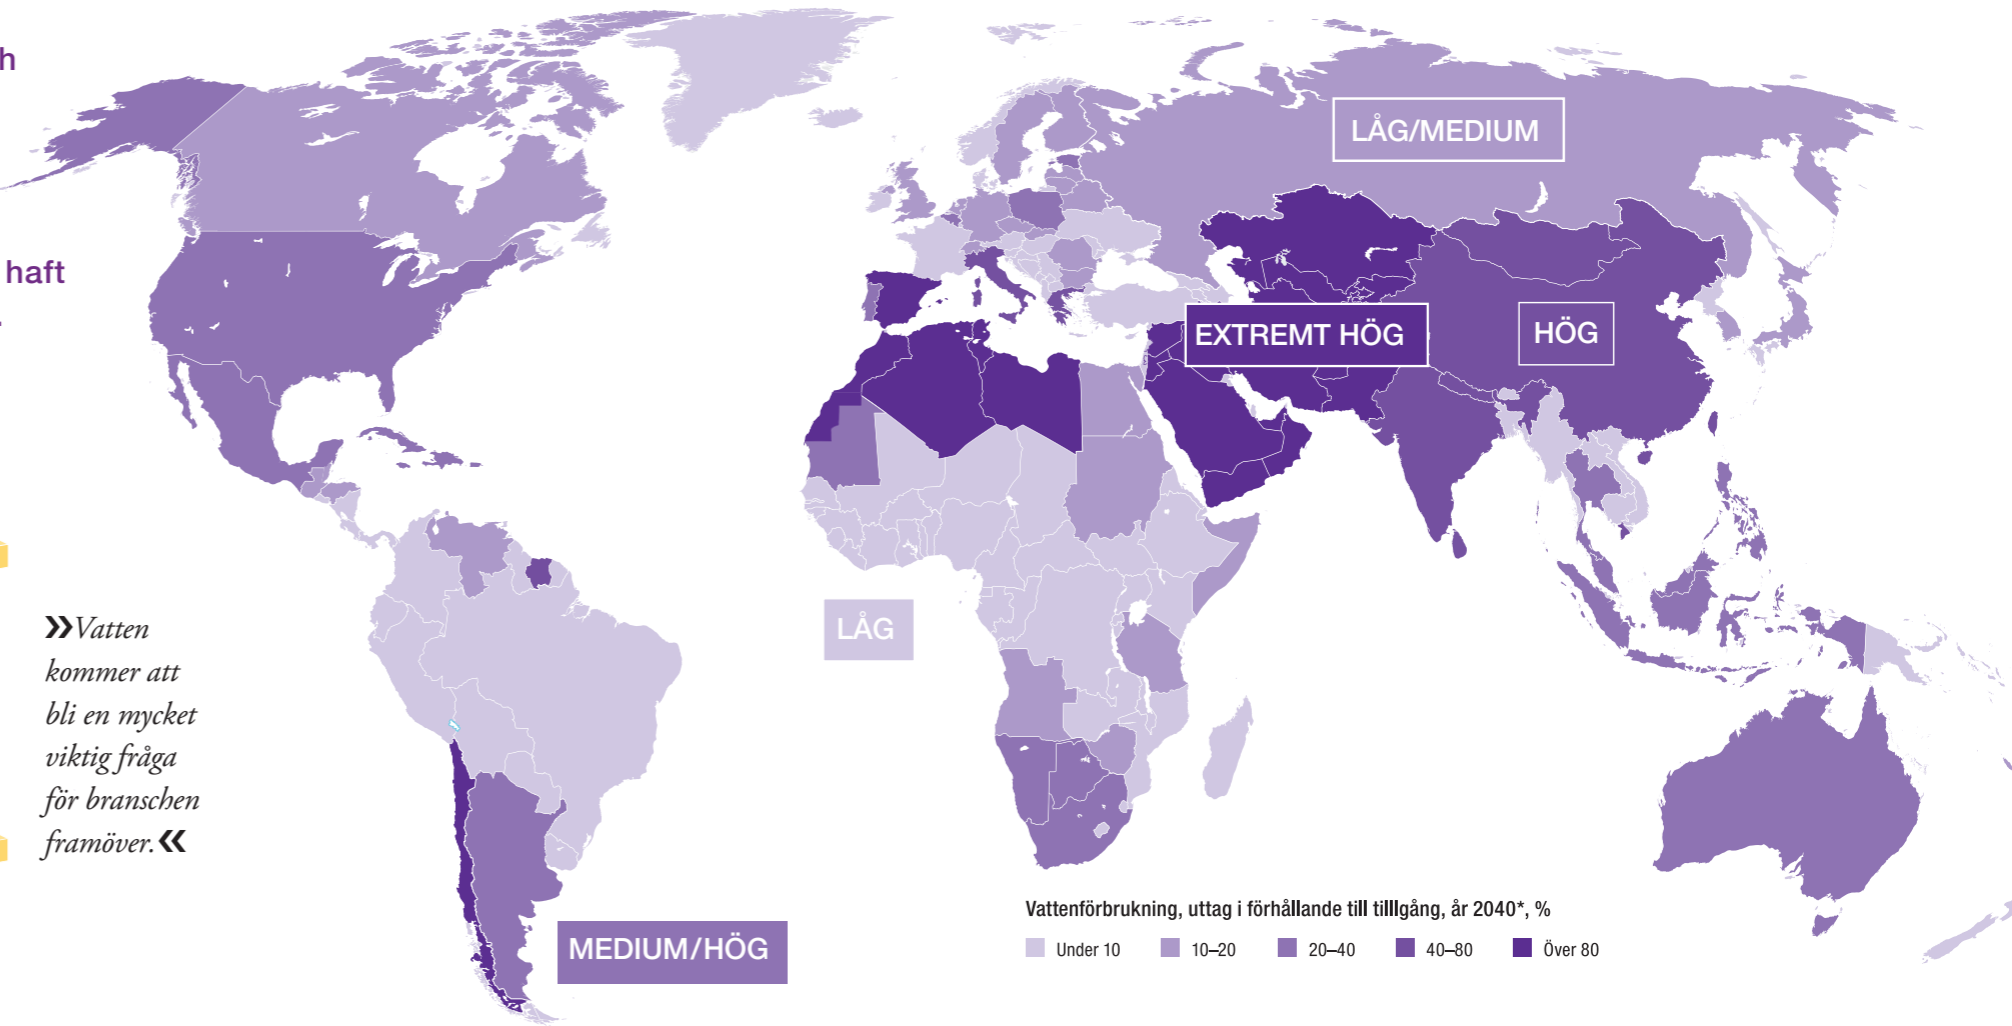 h
haft
LÅG/MEDIUM
EXTREMT HÖG
HÖG
LÅG
»Vatten
kommer att
bli en mycket
viktig fråga
för branschen
framöver.«
MEDIUM/HÖG
Vattenförbrukning, uttag i förhållande till tilllgång, år 2040*, %
Under 10 10–20 20–40 40–80 Över 80